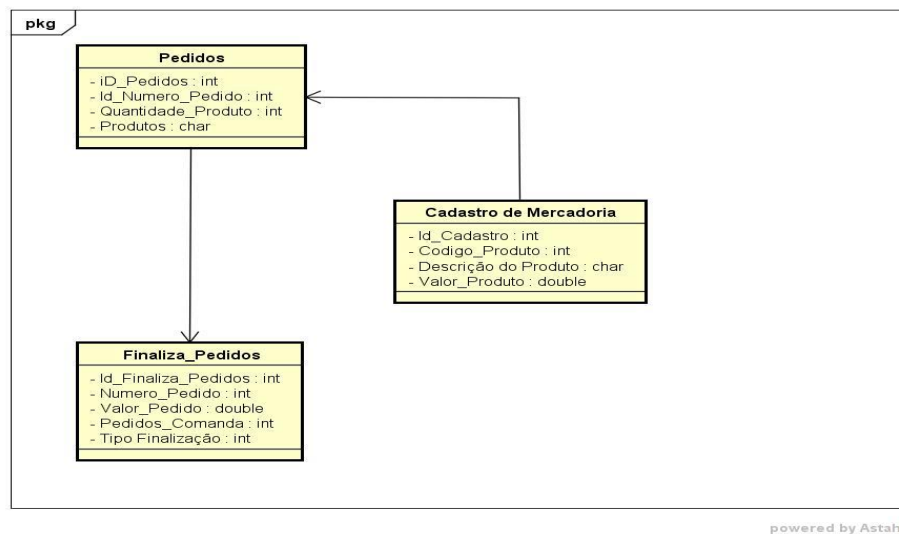 pkg
Pedidos
- iD_Pedidos : int
- Id_Numero_Pedido : int
- Quantidade_Produto : int
- Produtos : char
Cadastro de Mercadoria
- Id_Cadastro : int
- Codigo_Produto : int
- Descrição do Produto : char
- Valor_Produto : double
Finaliza_Pedidos
- Id_Finaliza_Pedidos : int
- Numero_Pedido : int
- Valor_Pedido : double
- Pedidos_Comanda : int
- Tipo Finalização : int
powered by Astah